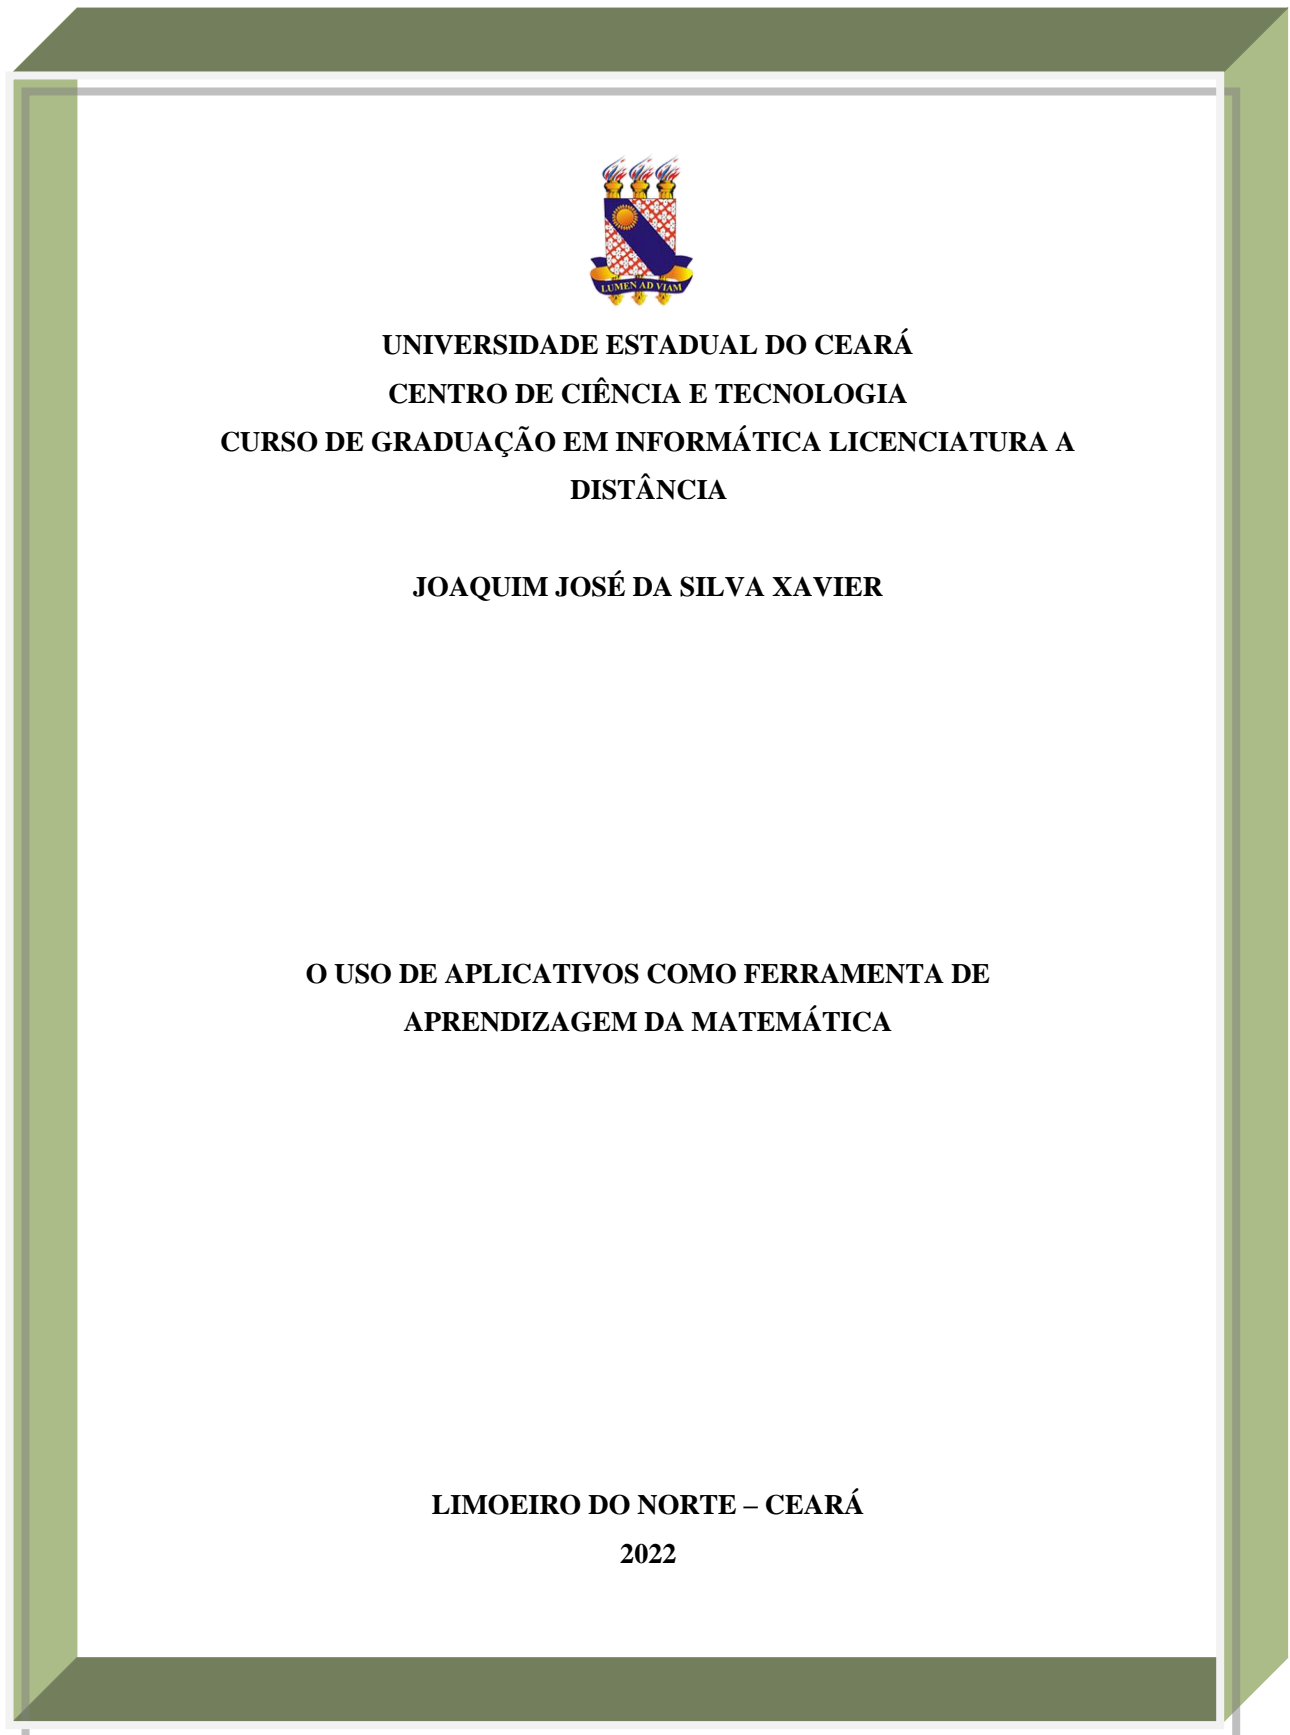 LUMEN AD VIAM
UNIVERSIDADE ESTADUAL DO CEARÁ
CENTRO DE CIÊNCIA E TECNOLOGIA
CURSO DE GRADUAÇÃO EM INFORMÁTICA LICENCIATURA A
DISTÂNCIA
JOAQUIM JOSÉ DA SILVA XAVIER
O USO DE APLICATIVOS COMO FERRAMENTA DE
APRENDIZAGEM DA MATEMÁTICA
LIMOEIRO DO NORTE – CEARÁ
2022